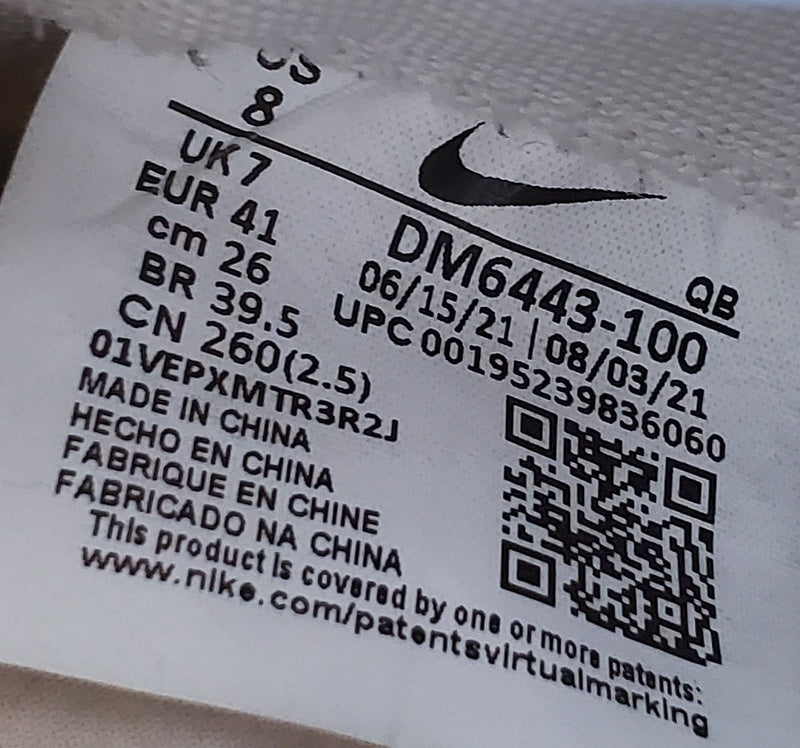 US
8
UK 7
EUR 41
cm 26
BR 39.5
CN 260(2.5)
01VEPXMTR3R2J
MADE IN CHINA
HECHO EN CHINA
FABRIQUE EN CHINE
FABRICADO NA CHINA
This product is covered by one or more patents:
www.nike.com/patentsvirtualmarking
QB
DM6443-100
06/15/21 | 08/03/21
UPC 00195239836060